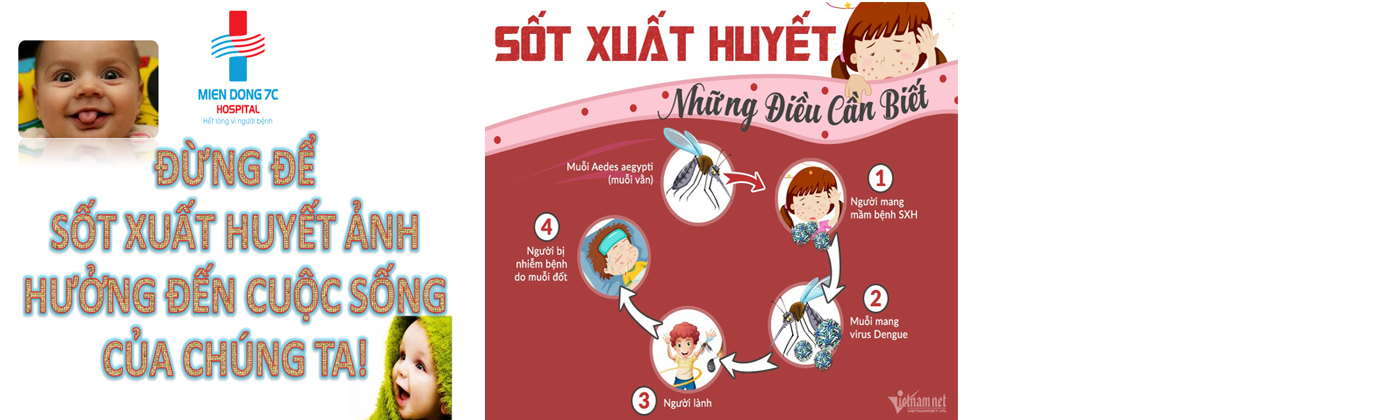 MIEN DONG 7C
HOSPITAL
Hết lòng vì người bệnh
ĐỪNG ĐỂ
SỐT XUẤT HUYẾT ẢNH
HƯỞNG ĐẾN CUỘC SỐNG
CỦA CHÚNG TA!
SỐT XUẤT HUYẾT
Những Điều Cần Biết
Muỗi Aedes aegypti
(muỗi vằn)
1
Người mang
mầm bệnh SXH
2
Muỗi mang
virus Dengue
3 Người lành
4
Người bị
nhiễm bệnh
do muỗi đốt
Vietnamnet
VIETNAMNET.VN